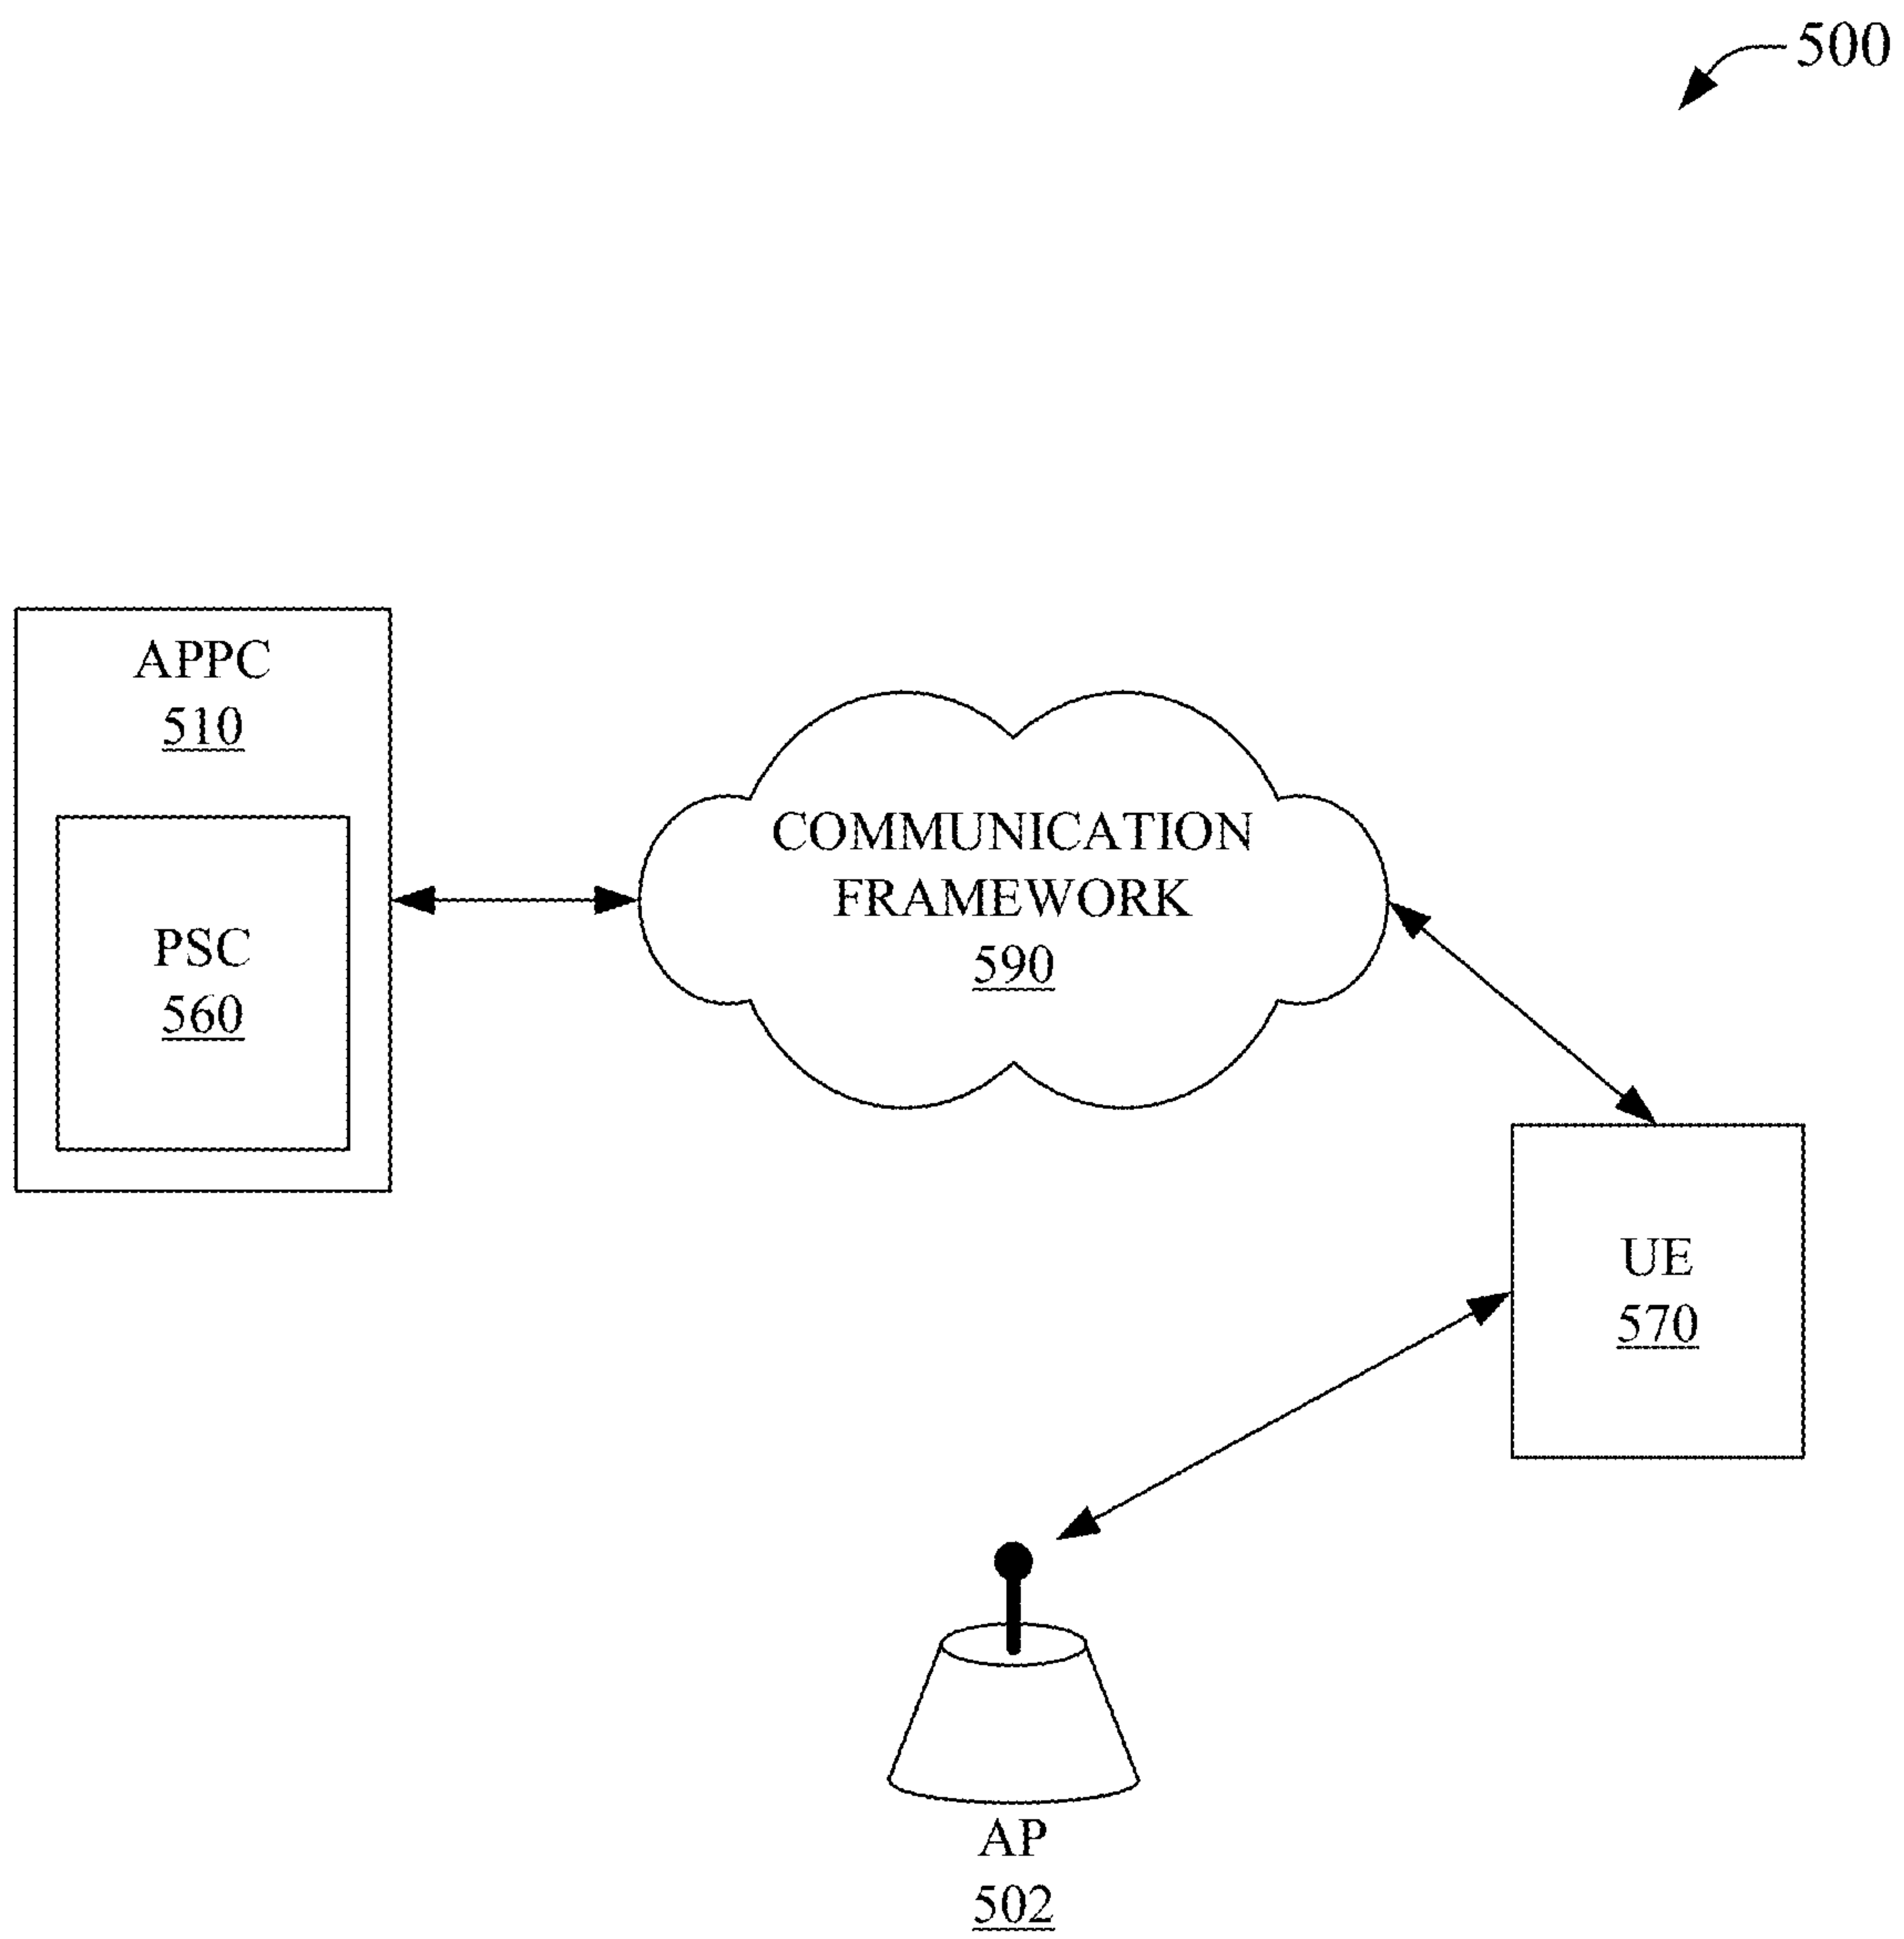 500
APPC
510
PSC
560
COMMUNICATION
FRAMEWORK
590
UE
570
AP
502